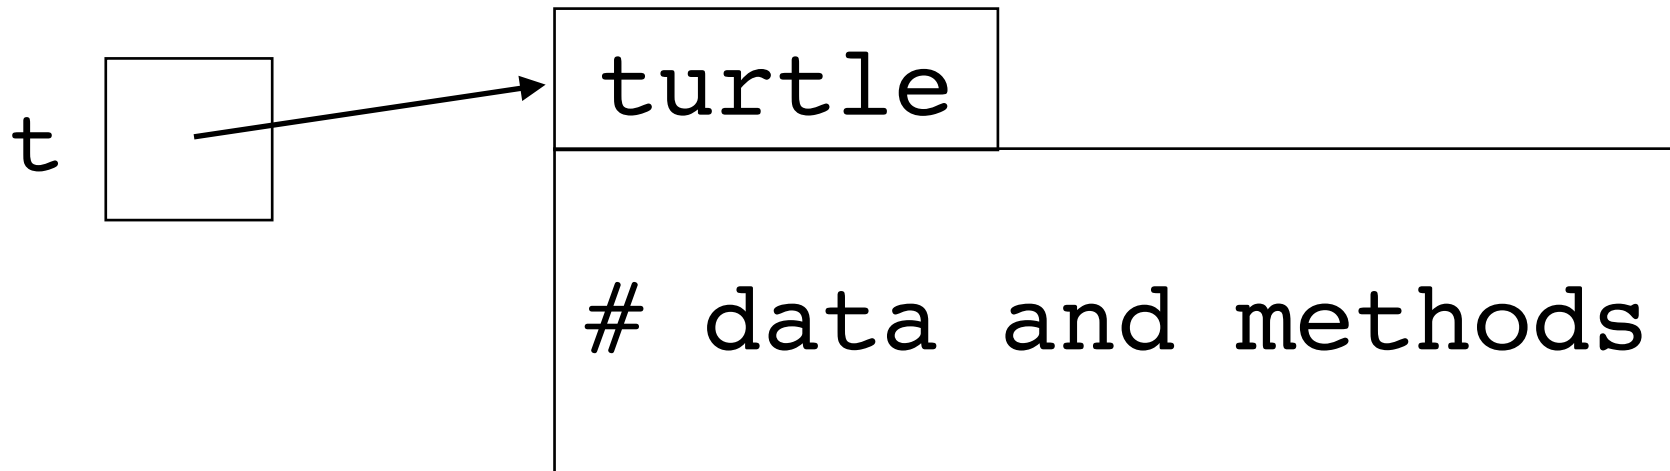 turtle
t
# data and methods